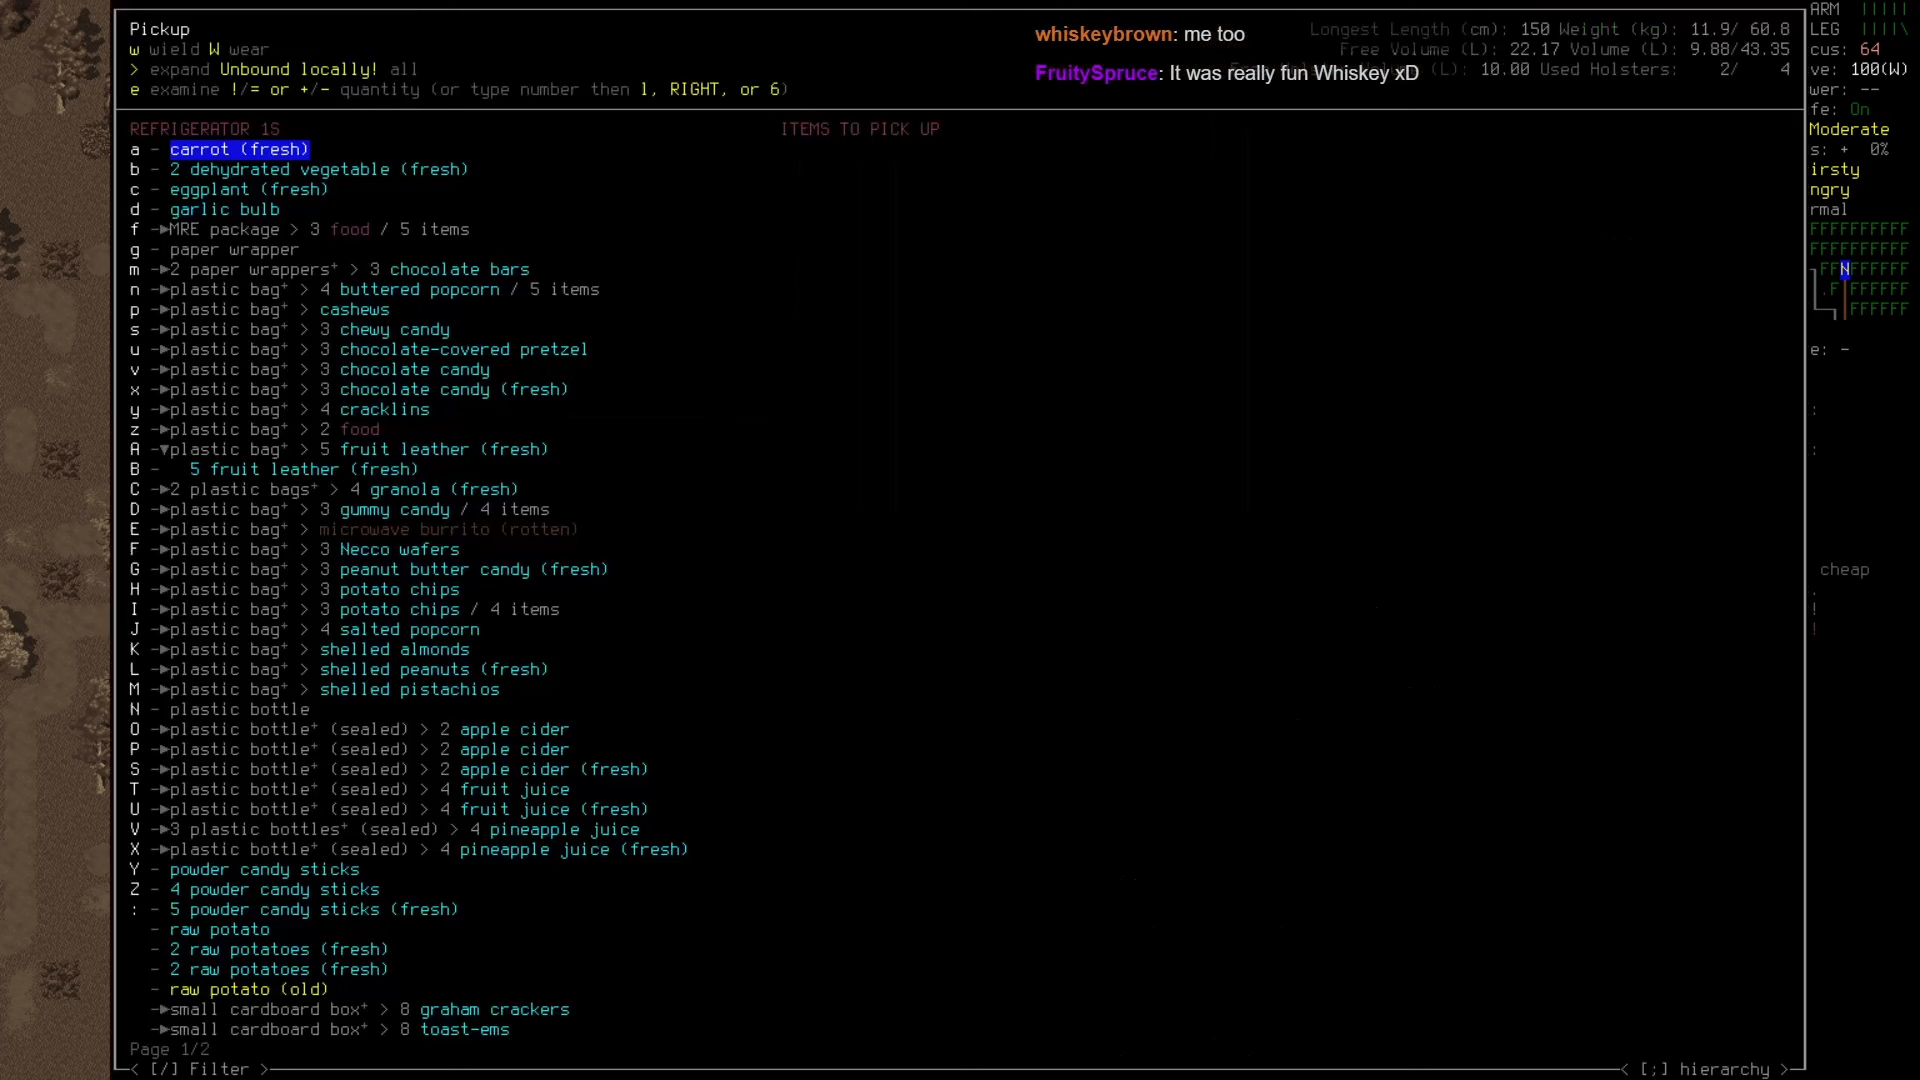 Pickup
w wield W wear
> expand Unbound locally! all
e examine !/= or +/- quantity (or type number then l, RIGHT, or 6)
whiskeybrown: me too
FruitySpruce: It was really fun Whiskey xD
Longest Length (cm): 150 Weight (kg): 11.9/ 60.8
Free Volume (L): 22.17 Volume (L): 9.88/43.35
(L): 10.00 Used Holsters: 2/ 4
REFRIGERATOR 1S
ITEMS TO PICK UP
a - carrot (fresh)
b - 2 dehydrated vegetable (fresh)
c - eggplant (fresh)
d - garlic bulb
f -►MRE package > 3 food / 5 items
g - paper wrapper
m -►2 paper wrappers⁺ > 3 chocolate bars
n -►plastic bag⁺ > 4 buttered popcorn / 5 items
p -►plastic bag⁺ > cashews
s -►plastic bag⁺ > 3 chewy candy
u -►plastic bag⁺ > 3 chocolate-covered pretzel
v -►plastic bag⁺ > 3 chocolate candy
x -►plastic bag⁺ > 3 chocolate candy (fresh)
y -►plastic bag⁺ > 4 cracklins
z -►plastic bag⁺ > 2 food
A -▼plastic bag⁺ > 5 fruit leather (fresh)
B - 5 fruit leather (fresh)
C -►2 plastic bags⁺ > 4 granola (fresh)
D -►plastic bag⁺ > 3 gummy candy / 4 items
E -►plastic bag⁺ > microwave burrito (rotten)
F -►plastic bag⁺ > 3 Necco wafers
G -►plastic bag⁺ > 3 peanut butter candy (fresh)
H -►plastic bag⁺ > 3 potato chips
I -►plastic bag⁺ > 3 potato chips / 4 items
J -►plastic bag⁺ > 4 salted popcorn
K -►plastic bag⁺ > shelled almonds
L -►plastic bag⁺ > shelled peanuts (fresh)
M -►plastic bag⁺ > shelled pistachios
N - plastic bottle
O -►plastic bottle⁺ (sealed) > 2 apple cider
P -►plastic bottle⁺ (sealed) > 2 apple cider
S -►plastic bottle⁺ (sealed) > 2 apple cider (fresh)
T -►plastic bottle⁺ (sealed) > 4 fruit juice
U -►plastic bottle⁺ (sealed) > 4 fruit juice (fresh)
V -►3 plastic bottles⁺ (sealed) > 4 pineapple juice
X -►plastic bottle⁺ (sealed) > 4 pineapple juice (fresh)
Y - powder candy sticks
Z - 4 powder candy sticks
: - 5 powder candy sticks (fresh)
- raw potato
- 2 raw potatoes (fresh)
- 2 raw potatoes (fresh)
- raw potato (old)
-►small cardboard box⁺ > 8 graham crackers
-►small cardboard box⁺ > 8 toast-ems
Page 1/2
< [/] Filter >
< [;] hierarchy >
ARM |||||
LEG ||||\
cus: 64
ve: 100(W)
wer: --
fe: On
Moderate
s: + 0%
irsty
ngry
rmal
FFFFFFFFFF
FFFFFFFFFF
FFNFFFFFF
.F FFFFFF
FFFFFF
e: -
:
:
cheap
.
!
!